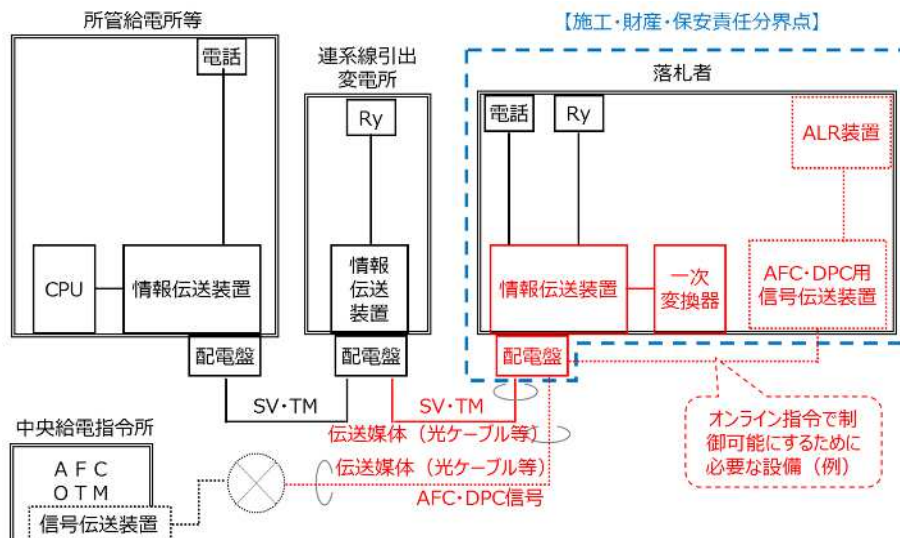 所管給電所等
電話
CPU
情報伝送装置
配電盤
連系線引出
変電所
Ry
情報
伝送
装置
配電盤
【施工・財産・保安責任分界点】
落札者
電話
Ry
ALR装置
情報伝送装置
一次
変換器
AFC・DPC用
信号伝送装置
配電盤
SV・TM
SV・TM
伝送媒体（光ケーブル等）
オンライン指令で制
御可能にするために
必要な設備（例）
中央給電指令所
AFC
OTM
信号伝送装置
伝送媒体（光ケーブル等）
AFC・DPC信号